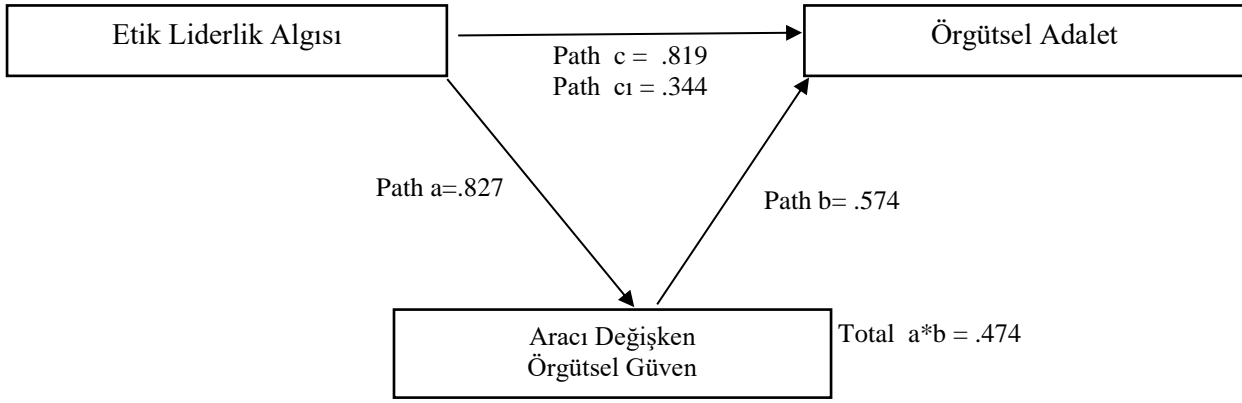 Etik Liderlik Algısı
Örgütsel Adalet
Path c = .819
Path cı = .344
Path a=.827
Path b= .574
Aracı Değişken
Örgütsel Güven
Total a*b = .474